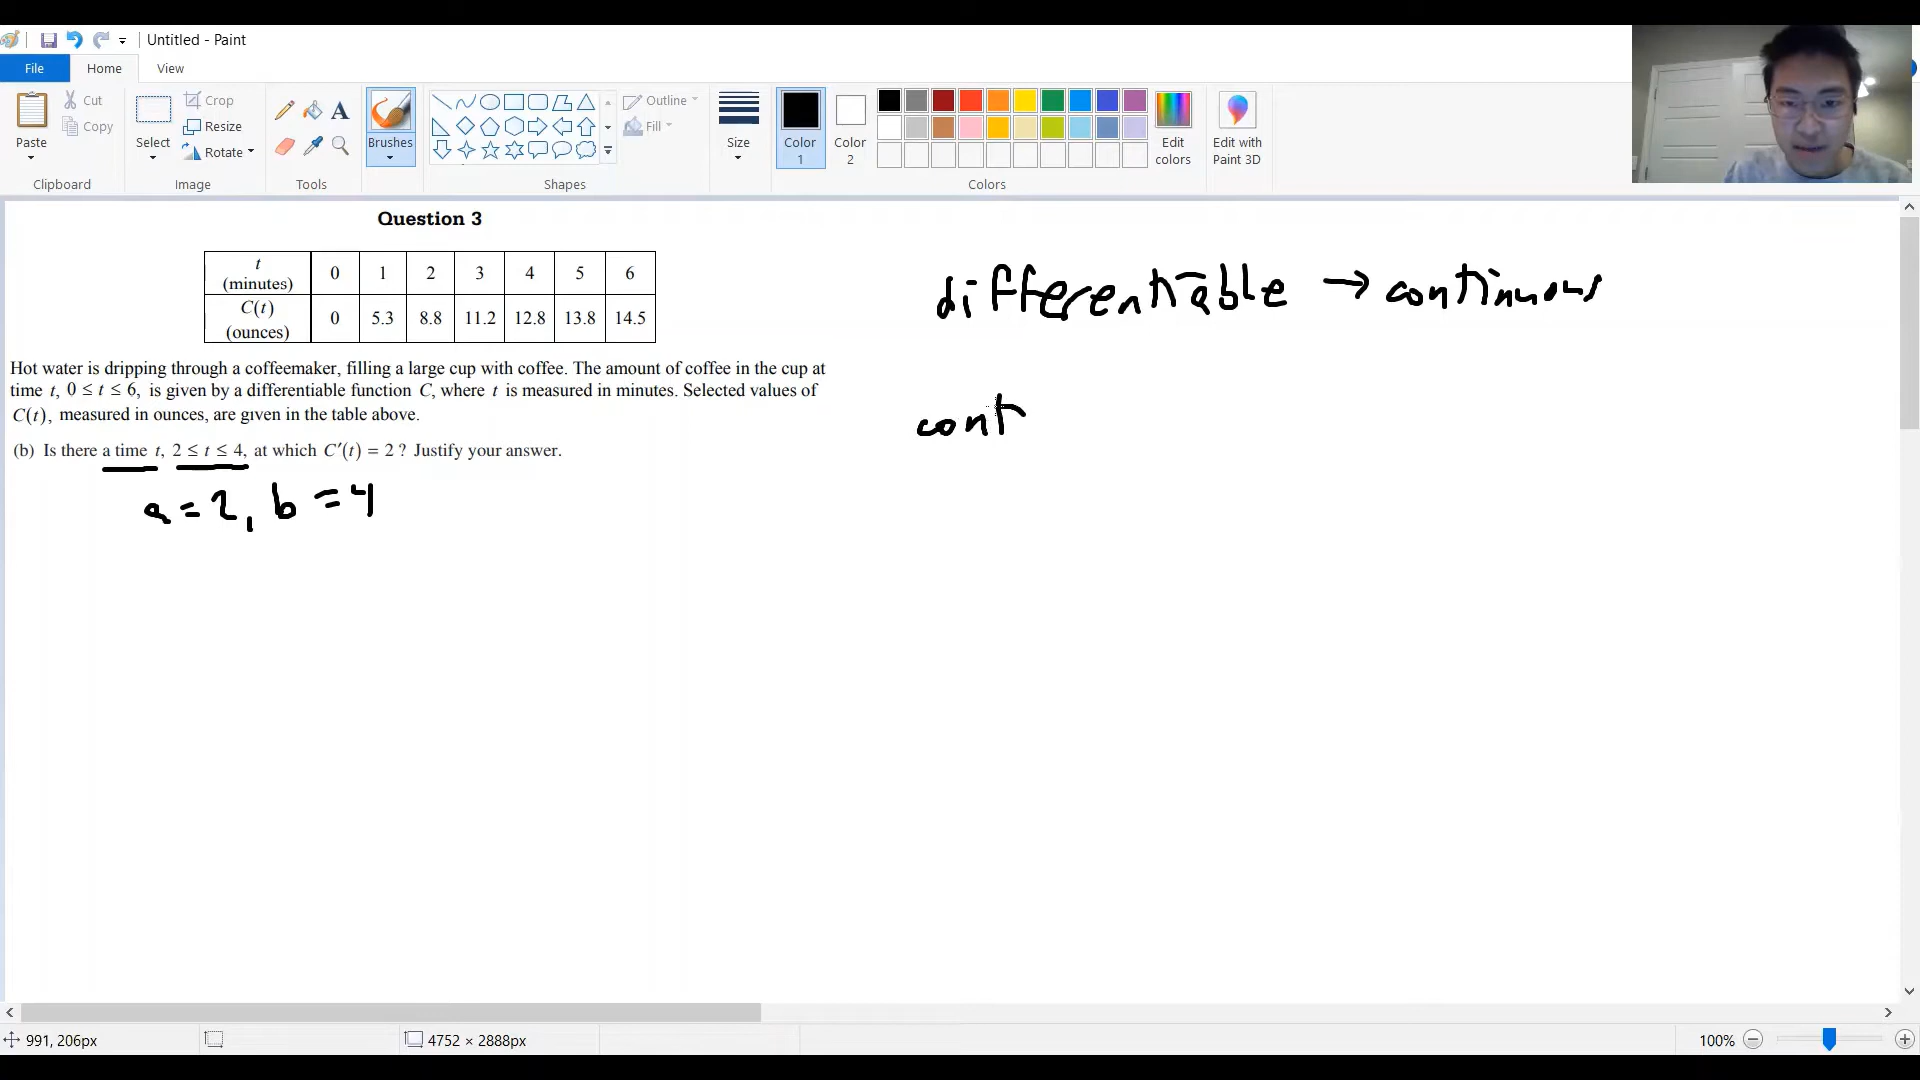 Untitled - Paint
File Home View
Paste
Cut
Copy
Clipboard
Select
Crop
Resize
Rotate
Image
Tools
Brushes
Outline
Fill
Shapes
Size
Color 1
Color 2
Edit colors
Edit with Paint 3D
Colors
Question 3
t (minutes) 0 1 2 3 4 5 6
C(t) (ounces) 0 5.3 8.8 11.2 12.8 13.8 14.5
Hot water is dripping through a coffeemaker, filling a large cup with coffee. The amount of coffee in the cup at
time t, 0 ≤ t ≤ 6, is given by a differentiable function C, where t is measured in minutes. Selected values of
C(t), measured in ounces, are given in the table above.
(b) Is there a time t, 2 ≤ t ≤ 4, at which C′(t) = 2 ? Justify your answer.
a = 2, b = 4
differentiable → continuous
cont
991, 206px
4752 × 2888px
100%